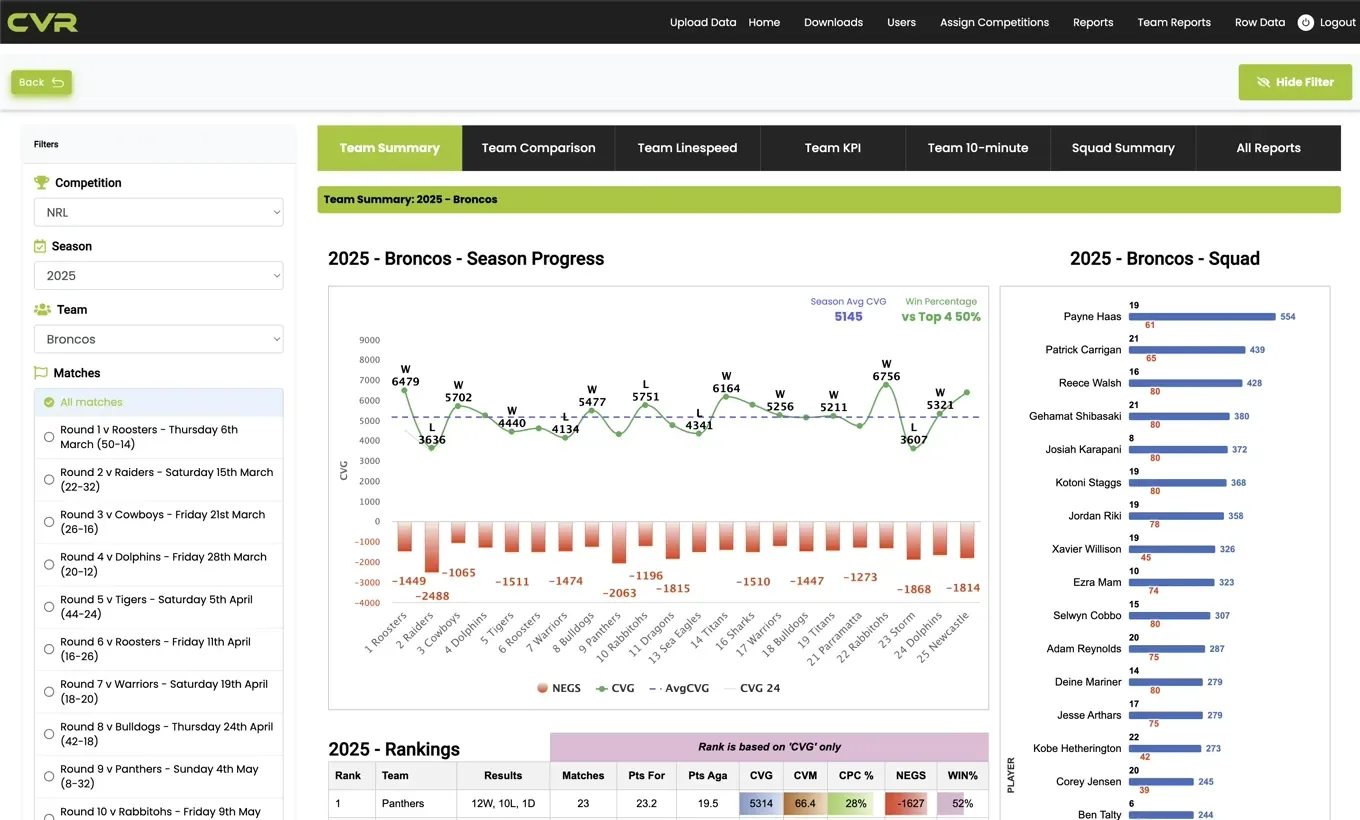 CVR
Upload Data Home Downloads Users Assign Competitions Reports Team Reports Row Data Logout
Back
Hide Filter
Filters
Competition
NRL
Season
2025
Team
Broncos
Matches
All matches
Round 1 v Roosters - Thursday 6th
March (50-14)
Round 2 v Raiders - Saturday 15th March
(22-32)
Round 3 v Cowboys - Friday 21st March
(26-16)
Round 4 v Dolphins - Friday 28th March
(20-12)
Round 5 v Tigers - Saturday 5th April
(44-24)
Round 6 v Roosters - Friday 11th April
(16-26)
Round 7 v Warriors - Saturday 19th April
(18-20)
Round 8 v Bulldogs - Thursday 24th April
(42-18)
Round 9 v Panthers - Sunday 4th May
(8-32)
Round 10 v Rabbitohs - Friday 9th May
Team Summary Team Comparison Team Linespeed Team KPI Team 10-minute Squad Summary All Reports
Team Summary: 2025 - Broncos
2025 - Broncos - Season Progress
Season Avg CVG Win Percentage
5145 vs Top 4 50%
CVG
9000
8000
7000
6000
5000
4000
3000
2000
1000
0
-1000
-2000
-3000
-4000
W
6479
L
3636
W
5702
W
4440
L
4134
W
5477
L
5751
L
4341
W
6164
W
5256
W
5211
W
6756
L
3607
W
5321
-1449
-2488
-1065
-1511
-1474
-2063
-1196
-1815
-1510
-1447
-1273
-1868
-1814
1 Roosters
2 Raiders
3 Cowboys
4 Dolphins
5 Tigers
6 Roosters
7 Warriors
8 Bulldogs
9 Panthers
10 Rabbitohs
11 Dragons
13 Sea Eagles
14 Titans
16 Sharks
17 Warriors
18 Bulldogs
19 Titans
21 Parramatta
22 Rabbitohs
23 Storm
24 Dolphins
25 Newcastle
NEGS CVG AvgCVG CVG 24
2025 - Rankings
Rank is based on 'CVG' only
Rank Team Results Matches Pts For Pts Aga CVG CVM CPC % NEGS WIN%
1 Panthers 12W, 10L, 1D 23 23.2 19.5 5314 66.4 28% -1627 52%
2025 - Broncos - Squad
PLAYER
19
Payne Haas 554
61
21
Patrick Carrigan 439
65
16
Reece Walsh 428
80
21
Gehamat Shibasaki 380
80
8
Josiah Karapani 372
80
19
Kotoni Staggs 368
80
19
Jordan Riki 358
78
19
Xavier Willison 326
45
10
Ezra Mam 323
74
15
Selwyn Cobbo 307
80
20
Adam Reynolds 287
75
14
Deine Mariner 279
80
17
Jesse Arthars 279
75
22
Kobe Hetherington 273
42
20
Corey Jensen 245
39
6
Ben Talty 244